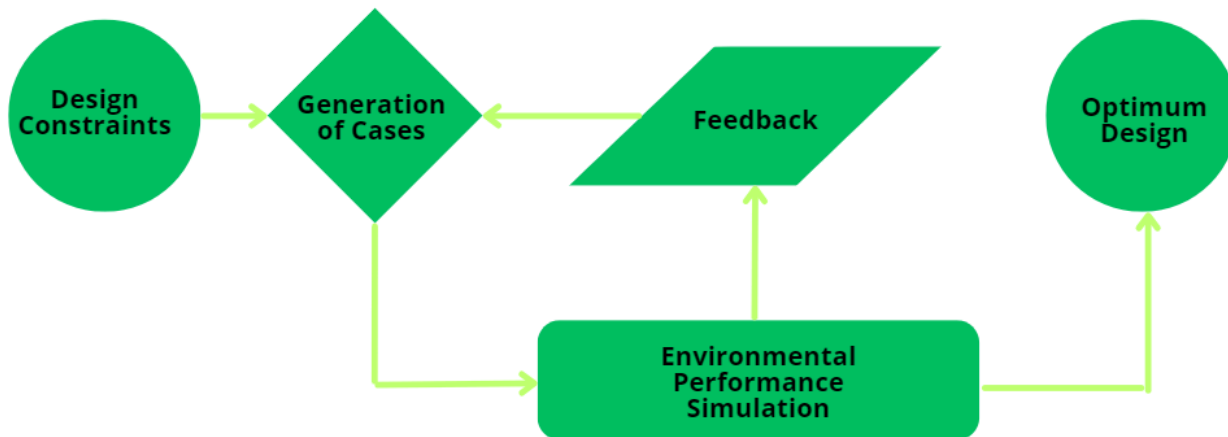 Design
Constraints
Generation
of Cases
Feedback
Optimum
Design
Environmental
Performance
Simulation